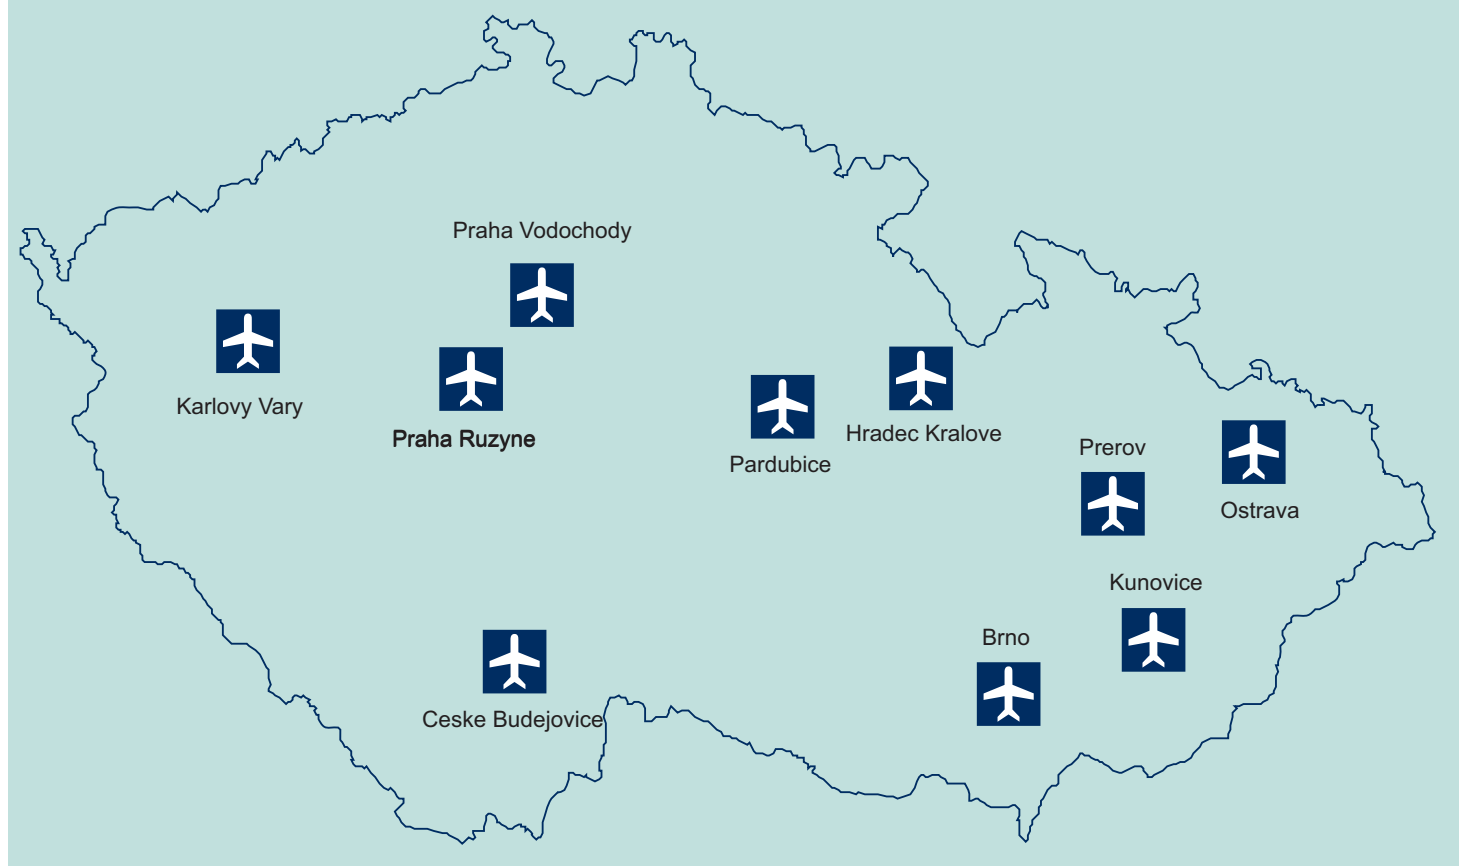 Praha Vodochody
Karlovy Vary
Praha Ruzyne
Hradec Kralove
Pardubice
Prerov
Ostrava
Kunovice
Brno
Ceske Budejovice